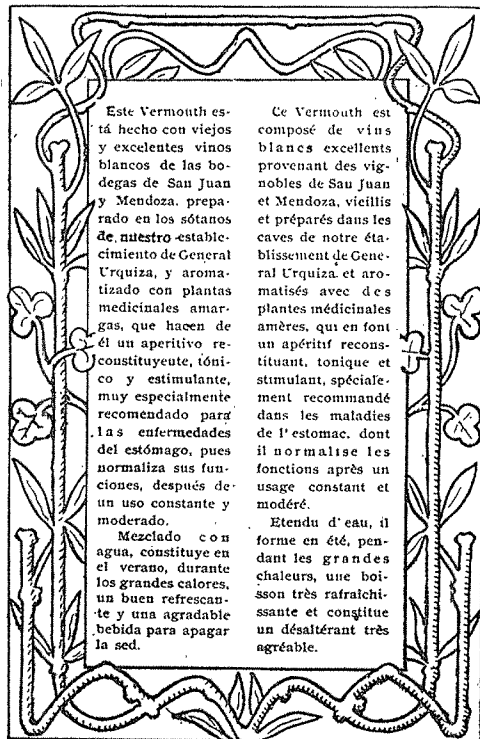 Este Vermouth es-
tá hecho con viejos
y excelentes vinos
blancos de las bo-
degas de San Juan
y Mendoza, prepa-
rado en los sótanos
de nuestro estable-
cimiento de General
Urquiza, y aroma-
tizado con plantas
medicinales amar-
gas, que hacen de
él un aperitivo re-
constituyente, tóni-
co y estimulante,
muy especialmente
recomendado para
las enfermedades
del estómago, pues
normaliza sus fun-
ciones, después de
un uso constante y
moderado.
Mezclado con
agua, constituye en
el verano, durante
los grandes calores,
un buen refrescan-
te y una agradable
bebida para apagar
la sed.
Ce Vermouth est
composé de vins
blancs excellents
provenant des vig-
nobles de San Juan
et Mendoza, vieillis
et préparés dans les
caves de notre éta-
blissement de Gene-
ral Urquiza et aro-
matisés avec des
plantes médicinales
amères, qui en font
un apéritif recons-
tituant, tonique et
stimulant, spéciale-
ment recommandé
dans les maladies
de l'estomac, dont
il normalise les
fonctions après un
usage constant et
modéré.
Etendu d'eau, il
forme en été, pen-
dant les grandes
chaleurs, une boi-
sson très rafraîchi-
ssante et constitue
un désaltérant très
agréable.